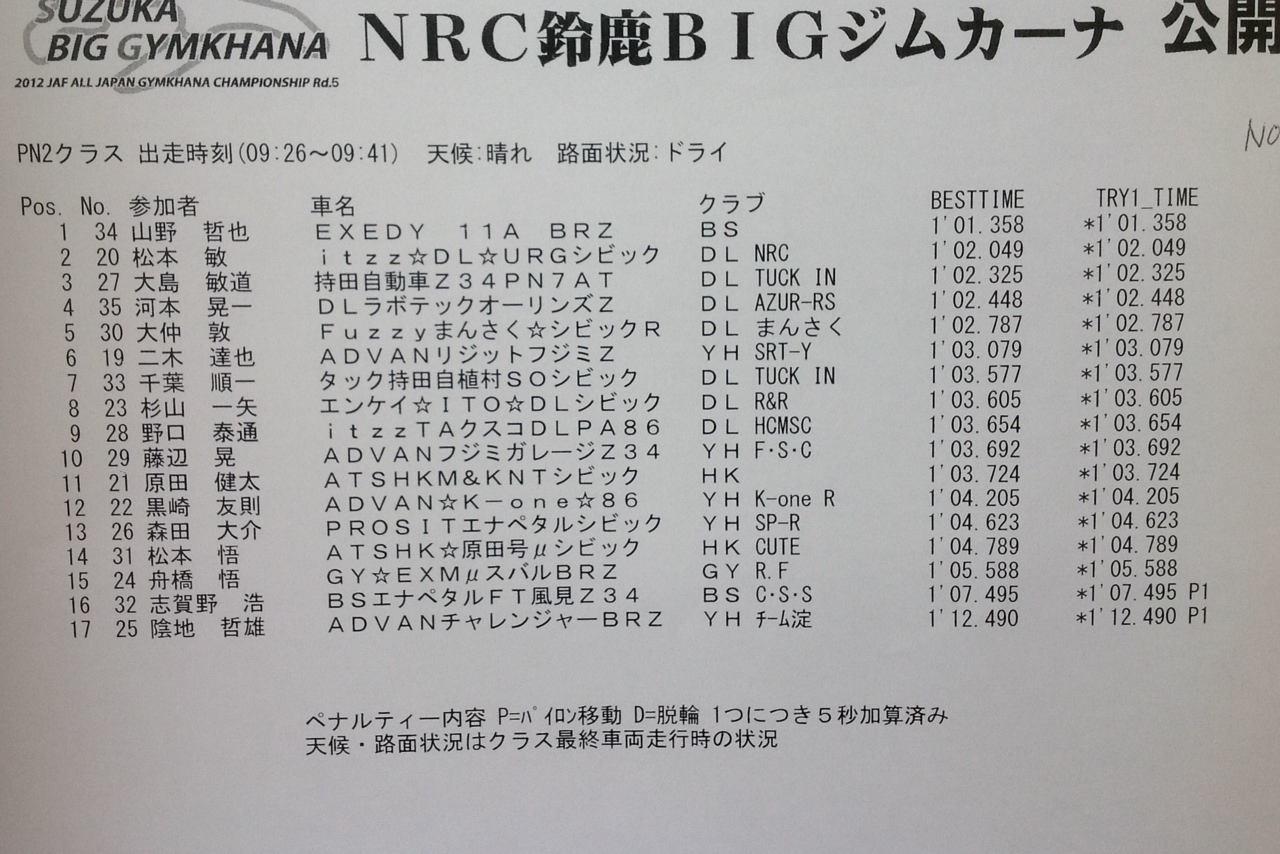 SUZUKA
BIG GYMKHANA
2012 JAF ALL JAPAN GYMKHANA CHAMPIONSHIP Rd.5
NRC鈴鹿BIGジムカーナ 公開
No
PN2クラス 出走時刻(09:26～09:41) 天候:晴れ 路面状況:ドライ
Pos. No. 参加者 車名 クラブ BESTTIME TRY1_TIME
1 34 山野 哲也 EXEDY 11A BRZ BS 1'01.358 *1'01.358
2 20 松本 敏 itzz☆DL☆URGシビック DL NRC 1'02.049 *1'02.049
3 27 大島 敏道 持田自動車Z34PN7AT DL TUCK IN 1'02.325 *1'02.325
4 35 河本 晃一 DLラボテックオーリンズZ DL AZUR-RS 1'02.448 *1'02.448
5 30 大仲 敦 Fuzzyまんさく☆シビックR DL まんさく 1'02.787 *1'02.787
6 19 二木 達也 ADVANリジットフジミZ YH SRT-Y 1'03.079 *1'03.079
7 33 千葉 順一 タック持田自植村SOシビック DL TUCK IN 1'03.577 *1'03.577
8 23 杉山 一矢 エンケイ☆ITO☆DLシビック DL R&R 1'03.605 *1'03.605
9 28 野口 泰通 itzzTAクスコDLPA86 DL HCMSC 1'03.654 *1'03.654
10 29 藤辺 晃 ADVANフジミガレージZ34 YH F・S・C 1'03.692 *1'03.692
11 21 原田 健太 ATSHKM&KNTシビック HK 1'03.724 *1'03.724
12 22 黒崎 友則 ADVAN☆K－one☆86 YH K-one R 1'04.205 *1'04.205
13 26 森田 大介 PROSITエナペタルシビック YH SP-R 1'04.623 *1'04.623
14 31 松本 悟 ATSHK☆原田号μシビック HK CUTE 1'04.789 *1'04.789
15 24 舟橋 悟 GY☆EXMμスバルBRZ GY R.F 1'05.588 *1'05.588
16 32 志賀野 浩 BSエナペタルFT風見Z34 BS C・S・S 1'07.495 *1'07.495 P1
17 25 陰地 哲雄 ADVANチャレンジャーBRZ YH ﾁｰﾑ淀 1'12.490 *1'12.490 P1
ペナルティー内容 P=ﾊﾟｲﾛﾝ移動 D=脱輪 1つにつき5秒加算済み
天候・路面状況はクラス最終車両走行時の状況